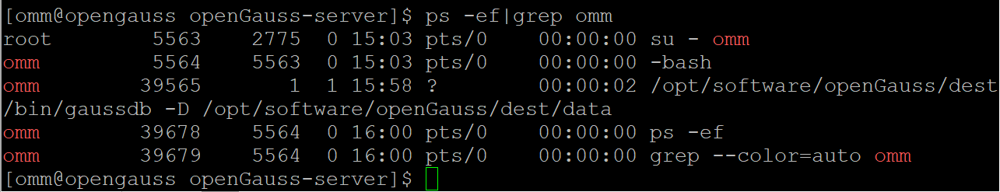 [omm@opengauss openGauss-server]$ ps -ef|grep omm
root        5563    2775  0 15:03 pts/0    00:00:00 su - omm
omm         5564    5563  0 15:03 pts/0    00:00:00 -bash
omm        39565       1  1 15:58 ?        00:00:02 /opt/software/openGauss/dest
/bin/gaussdb -D /opt/software/openGauss/dest/data
omm        39678    5564  0 16:00 pts/0    00:00:00 ps -ef
omm        39679    5564  0 16:00 pts/0    00:00:00 grep --color=auto omm
[omm@opengauss openGauss-server]$